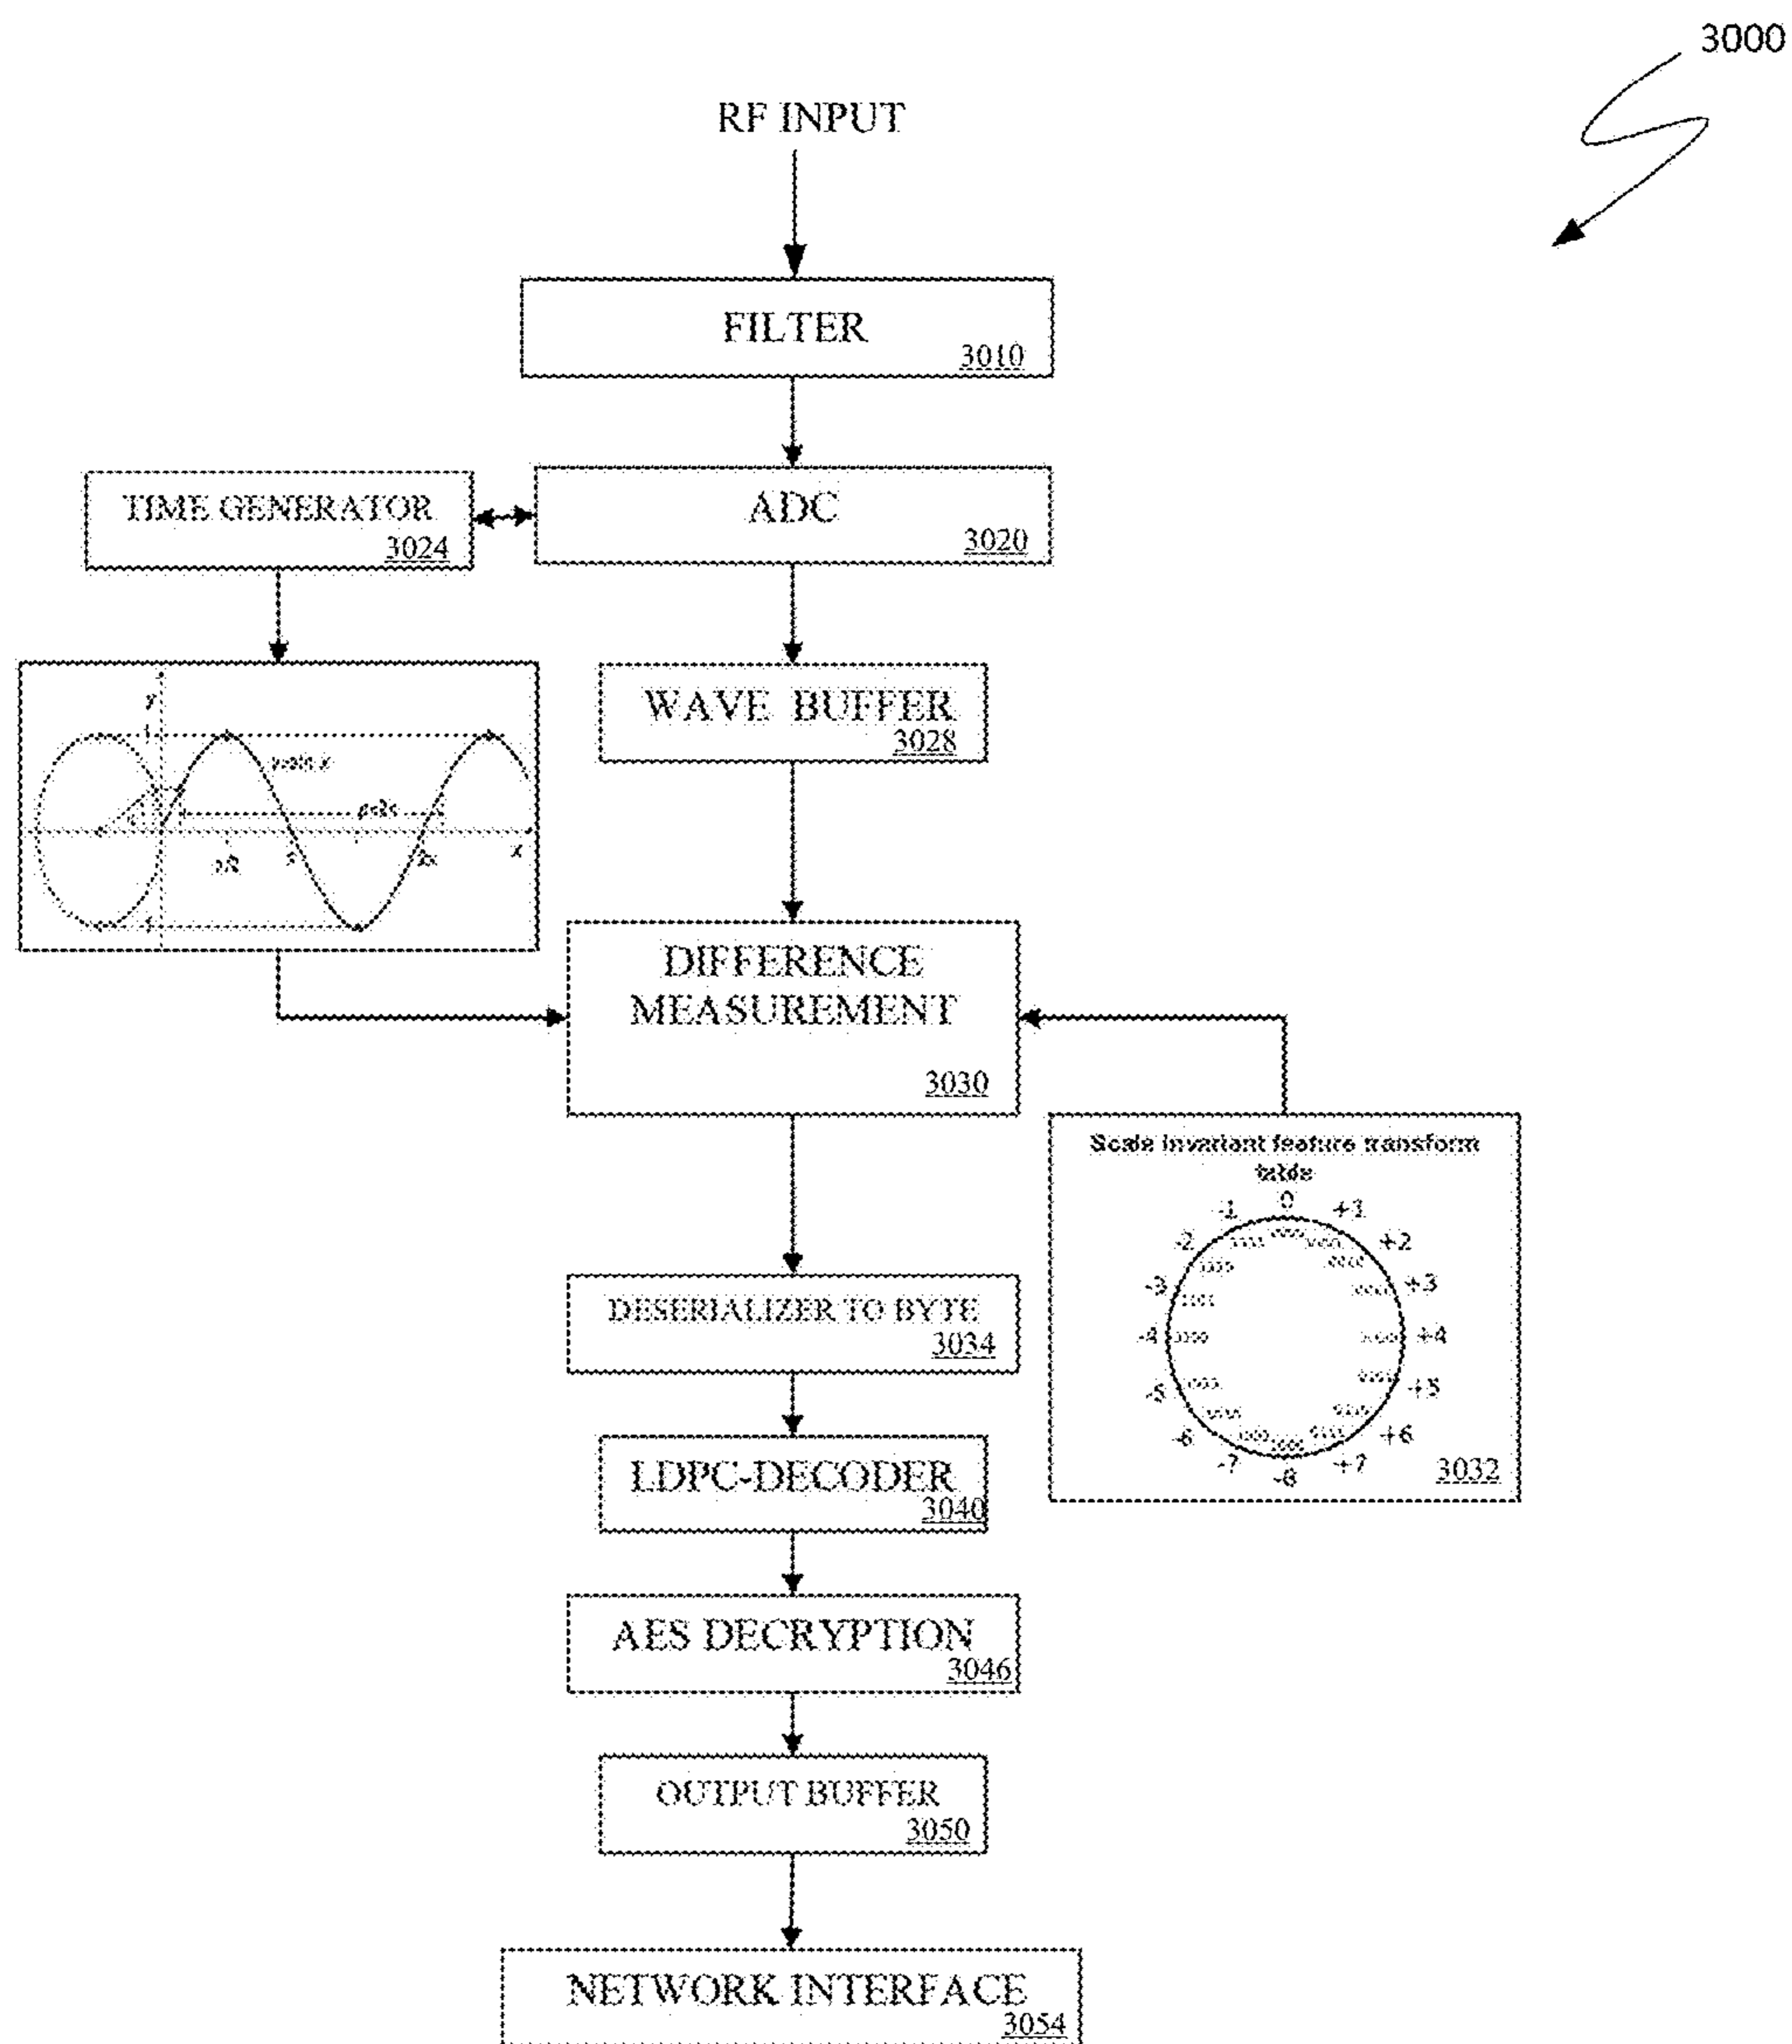 3000
RF INPUT
FILTER
3010
TIME GENERATOR
3024
ADC
3020
WAVE BUFFER
3028
y
1
x
DIFFERENCE
MEASUREMENT
3030
Scale invariant feature transform
table
0
-1
+1
-2
+2
-3
+3
-4
+4
-5
+5
-6
+6
-7
+7
-8
3032
DESERIALIZER TO BYTE
3034
LDPC-DECODER
3040
AES DECRYPTION
3046
OUTPUT BUFFER
3050
NETWORK INTERFACE
3054